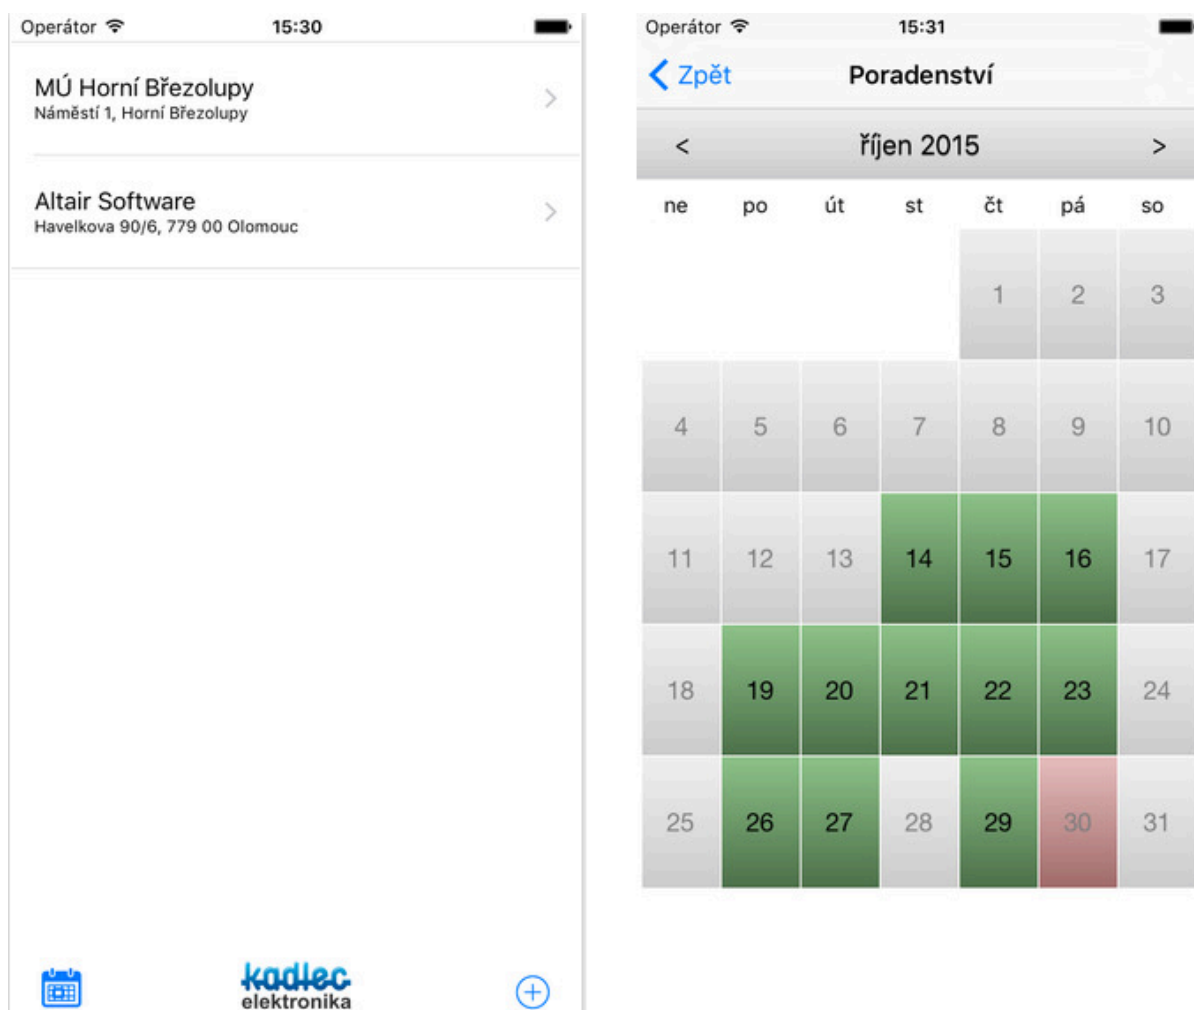 Operátor 15:30
MÚ Horní Březolupy
Náměstí 1, Horní Březolupy
Altair Software
Havelkova 90/6, 779 00 Olomouc
kadlec
elektronika
Operátor 15:31
< Zpět Poradenství
< říjen 2015 >
ne po út st čt pá so
1 2 3
4 5 6 7 8 9 10
11 12 13 14 15 16 17
18 19 20 21 22 23 24
25 26 27 28 29 30 31